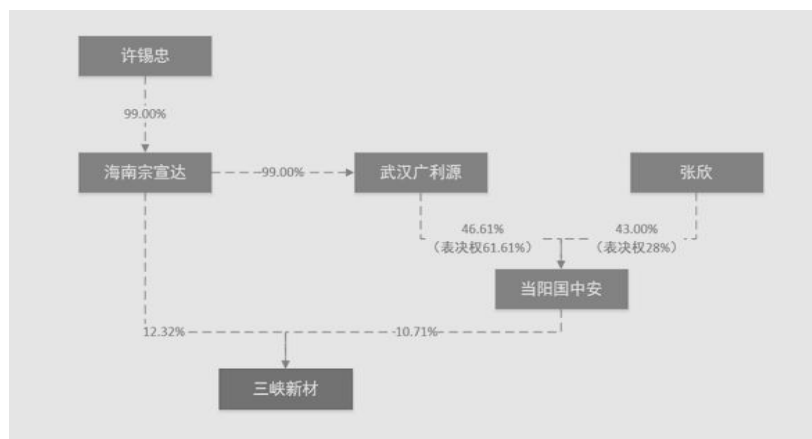 许锡忠
99.00%
海南宗宣达
99.00%
武汉广利源
张欣
46.61%
（表决权61.61%）
43.00%
（表决权28%）
当阳国中安
12.32%
10.71%
三峡新材